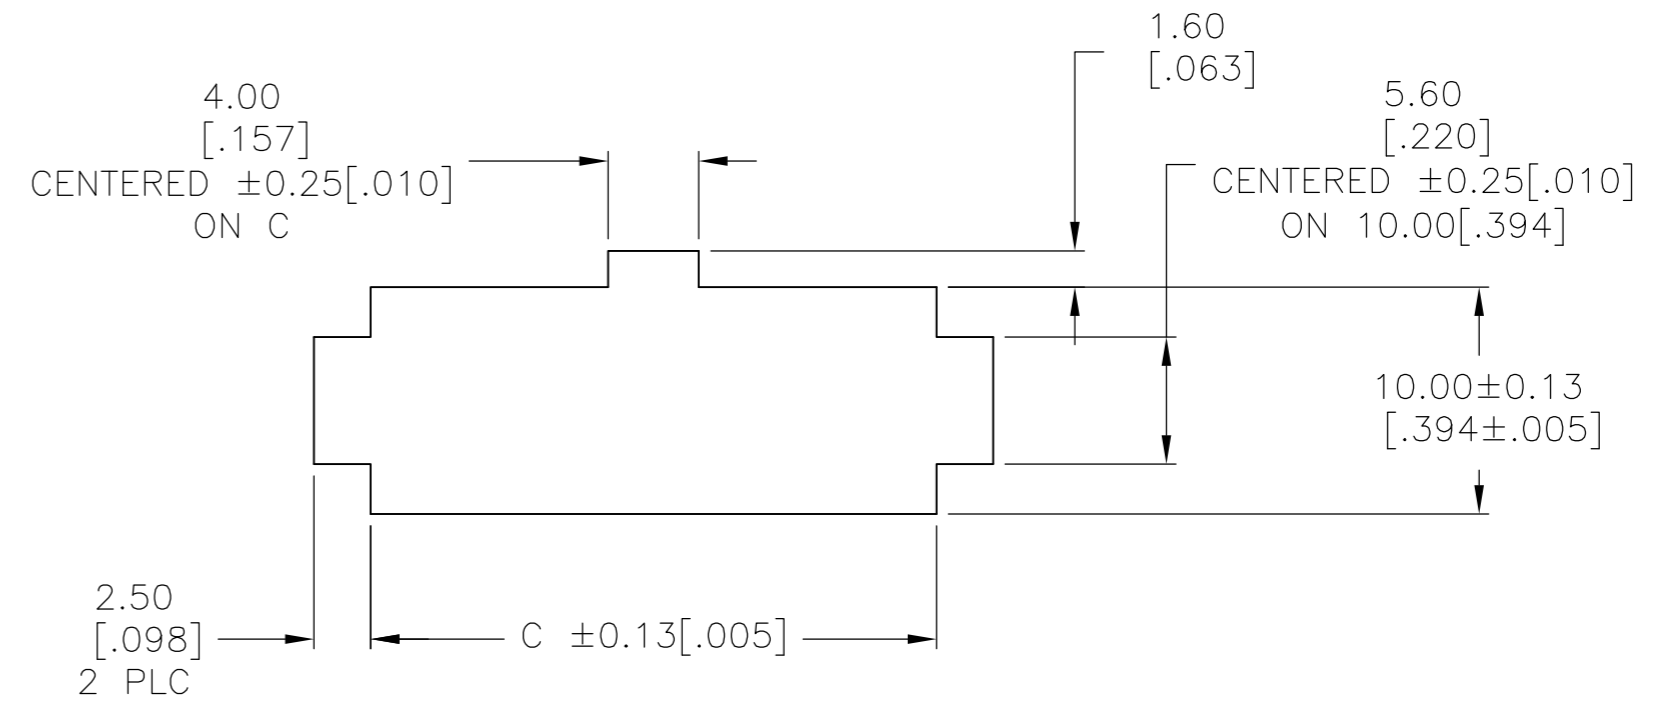 1.60
[.063]
4.00
[.157]
CENTERED ±0.25[.010]
ON C
5.60
[.220]
CENTERED ±0.25[.010]
ON 10.00[.394]
10.00±0.13
[.394±.005]
2.50
[.098]
2 PLC
C ±0.13[.005]